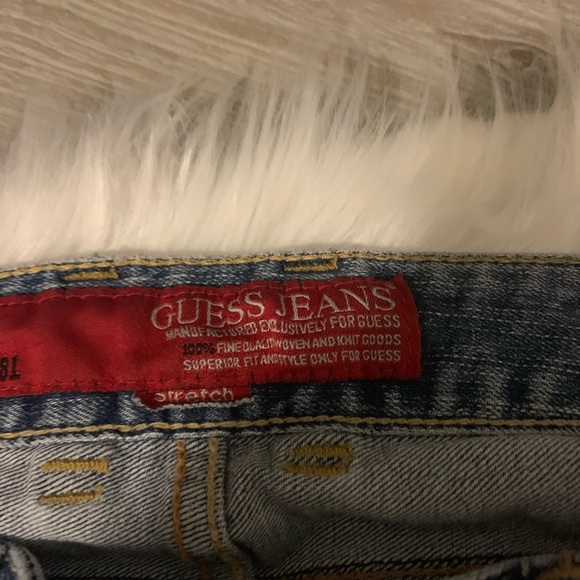 GUESS JEANS
MANUFACTURED EXCLUSIVELY FOR GUESS
100% FINE QUALITY WOVEN AND KNIT GOODS
SUPERIOR FIT AND STYLE ONLY FOR GUESS
Stretch